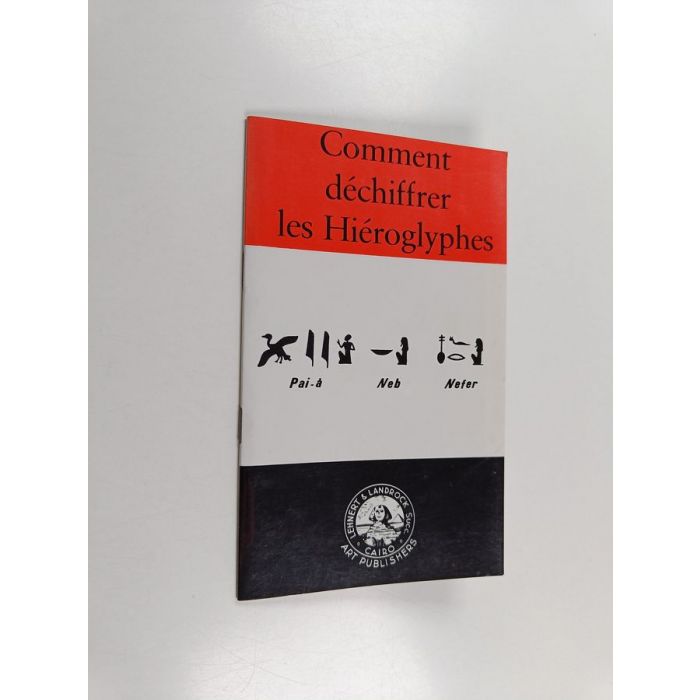 Comment
déchiffrer
les Hiéroglyphes
Pai-à Neb Nefer
LEHNERT & LANDROCK Succ
CAIRO
ART PUBLISHERS